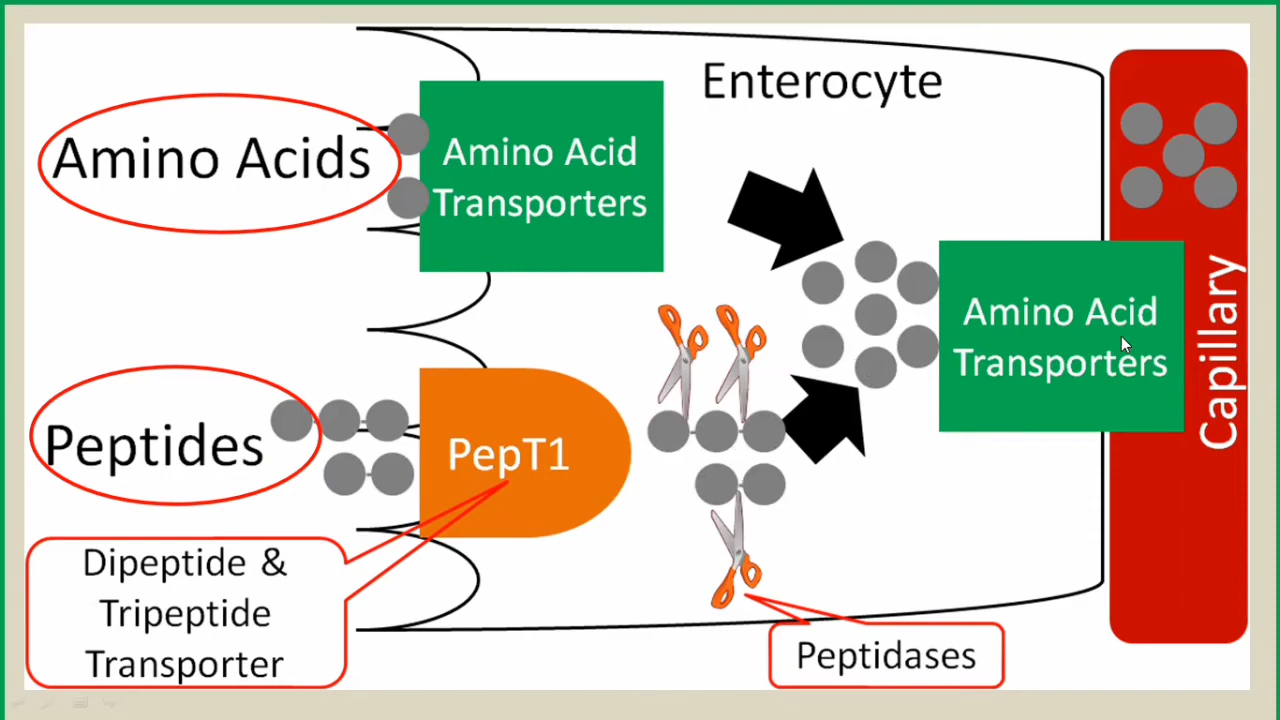 Enterocyte
Amino Acids
Amino Acid
Transporters
Amino Acid
Transporters
Capillary
Peptides
PepT1
Dipeptide &
Tripeptide
Transporter
Peptidases